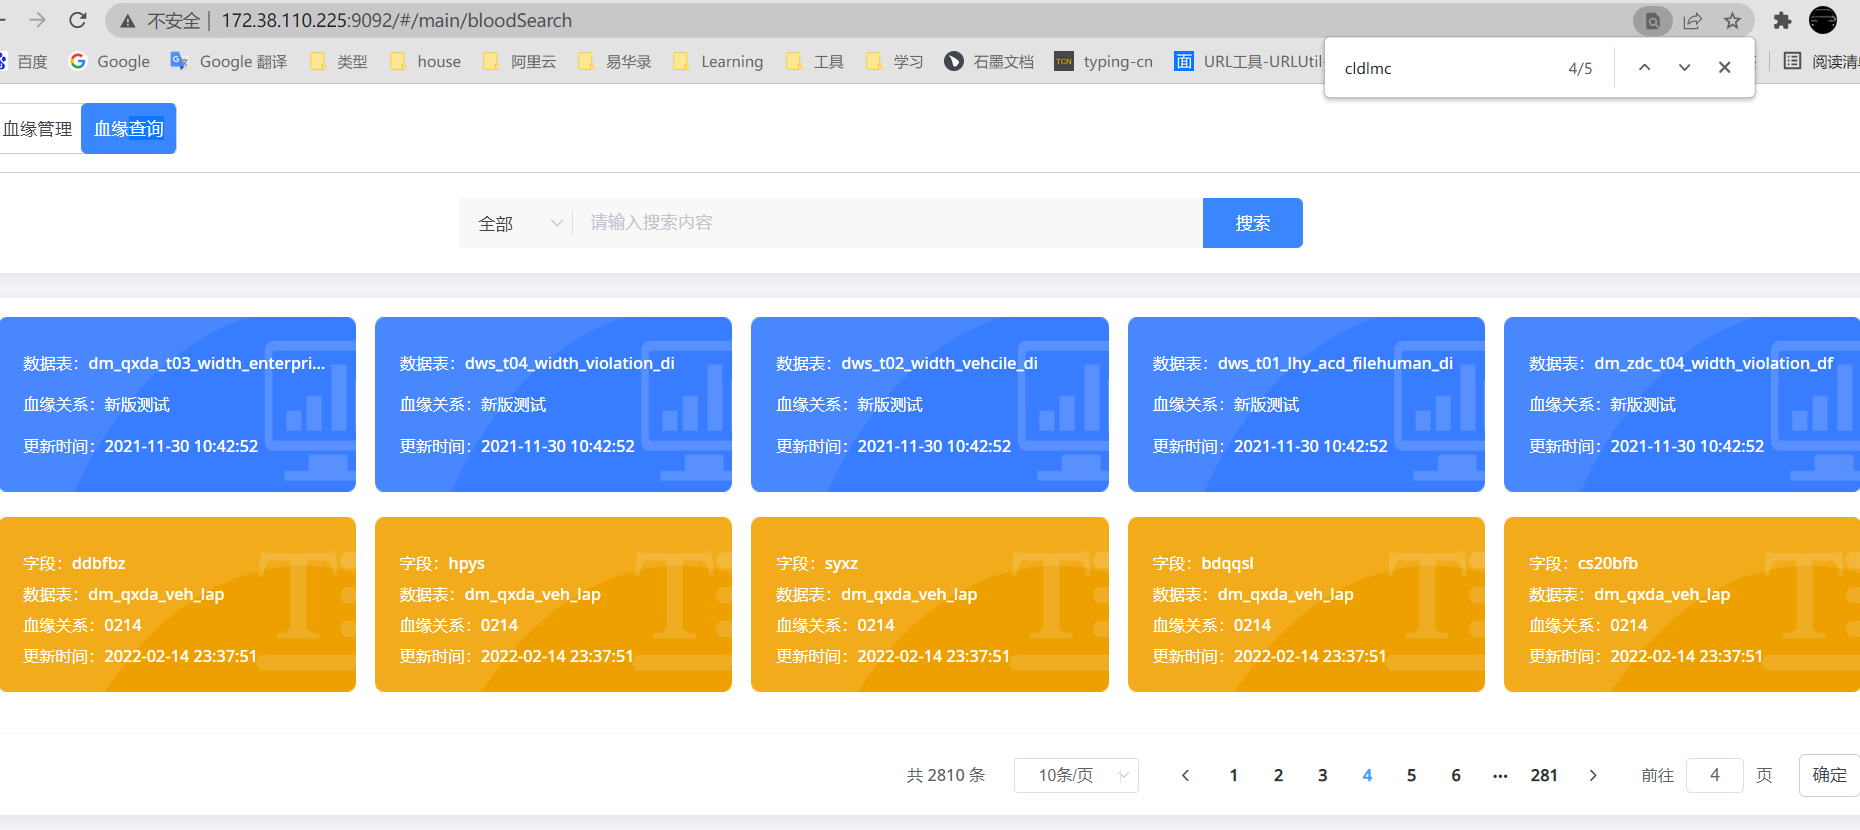 不安全 | 172.38.110.225:9092/#/main/bloodSearch
百度 Google Google 翻译 类型 house 阿里云 易华录 Learning 工具 学习 石墨文档 TCN typing-cn 面 URL工具-URLUtil- 阅读清
cldlmc 4/5
血缘管理 血缘查询
全部 请输入搜索内容 搜索
数据表：dm_qxda_t03_width_enterpri...
血缘关系：新版测试
更新时间：2021-11-30 10:42:52
数据表：dws_t04_width_violation_di
血缘关系：新版测试
更新时间：2021-11-30 10:42:52
数据表：dws_t02_width_vehcile_di
血缘关系：新版测试
更新时间：2021-11-30 10:42:52
数据表：dws_t01_lhy_acd_filehuman_di
血缘关系：新版测试
更新时间：2021-11-30 10:42:52
数据表：dm_zdc_t04_width_violation_df
血缘关系：新版测试
更新时间：2021-11-30 10:42:52
字段：ddbfbz
数据表：dm_qxda_veh_lap
血缘关系：0214
更新时间：2022-02-14 23:37:51
字段：hpys
数据表：dm_qxda_veh_lap
血缘关系：0214
更新时间：2022-02-14 23:37:51
字段：syxz
数据表：dm_qxda_veh_lap
血缘关系：0214
更新时间：2022-02-14 23:37:51
字段：bdqqsl
数据表：dm_qxda_veh_lap
血缘关系：0214
更新时间：2022-02-14 23:37:51
字段：cs20bfb
数据表：dm_qxda_veh_lap
血缘关系：0214
更新时间：2022-02-14 23:37:51
共 2810 条 10条/页 1 2 3 4 5 6 ... 281 前往 4 页 确定